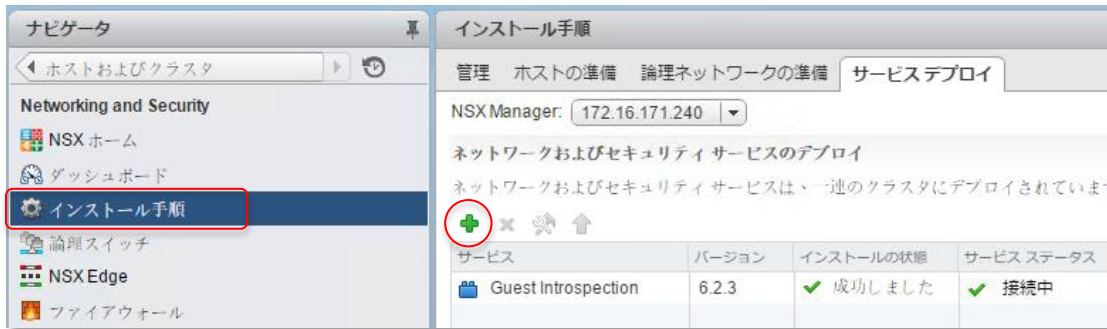 ナビゲータ
ホストおよびクラスタ
Networking and Security
NSX ホーム
ダッシュボード
インストール手順
論理スイッチ
NSX Edge
ファイアウォール
インストール手順
管理 ホストの準備 論理ネットワークの準備 サービス デプロイ
NSX Manager: 172.16.171.240
ネットワークおよびセキュリティ サービスのデプロイ
ネットワークおよびセキュリティ サービスは、一連のクラスタにデプロイされていま
サービス バージョン インストールの状態 サービス ステータス
Guest Introspection 6.2.3 成功しました 接続中